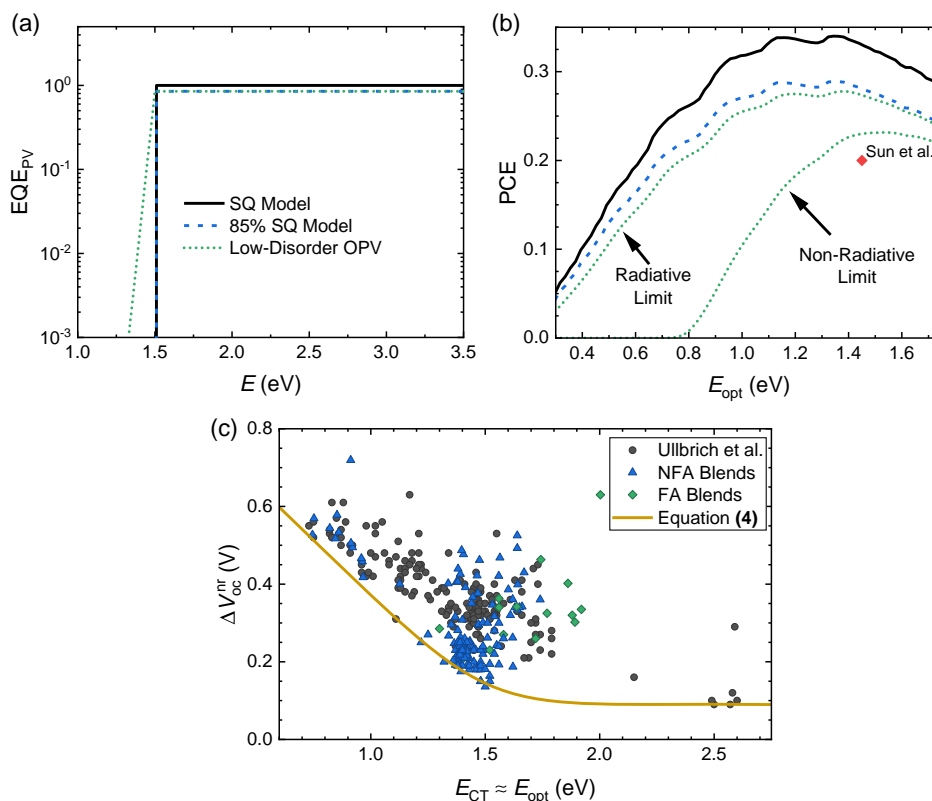 (a)
10⁰
10⁻¹
10⁻²
10⁻³
EQE_PV
SQ Model
85% SQ Model
Low-Disorder OPV
1.0 1.5 2.0 2.5 3.0 3.5
E (eV)
(b)
0.3
0.2
0.1
0.0
PCE
Sun et al.
Radiative
Limit
Non-Radiative
Limit
0.4 0.6 0.8 1.0 1.2 1.4 1.6
E_opt (eV)
(c)
0.8
0.6
0.4
0.2
0.0
ΔV_oc^nr (V)
Ullbrich et al.
NFA Blends
FA Blends
Equation (4)
1.0 1.5 2.0 2.5
E_CT ≈ E_opt (eV)